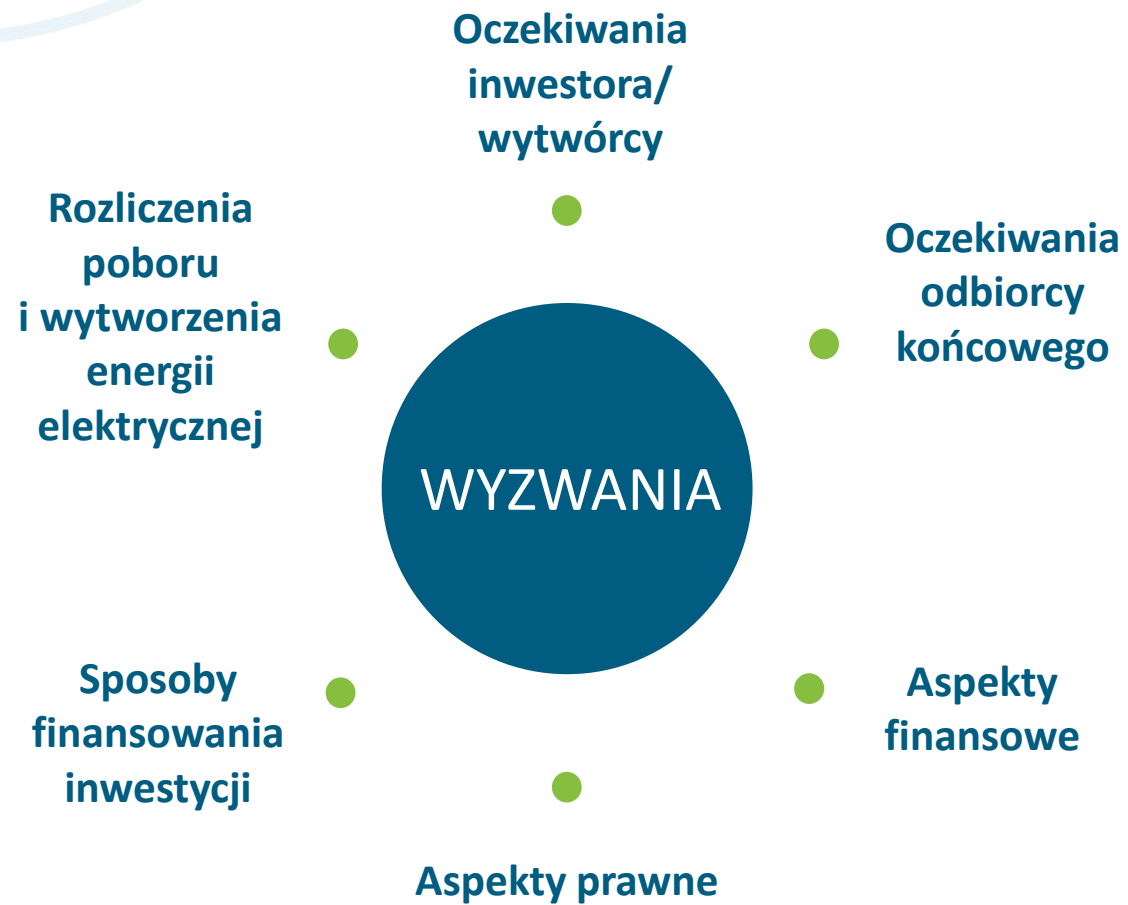 Oczekiwania
inwestora/
wytwórcy
Rozliczenia
poboru
i wytworzenia
energii
elektrycznej
Oczekiwania
odbiorcy
końcowego
WYZWANIA
Sposoby
finansowania
inwestycji
Aspekty
finansowe
Aspekty prawne